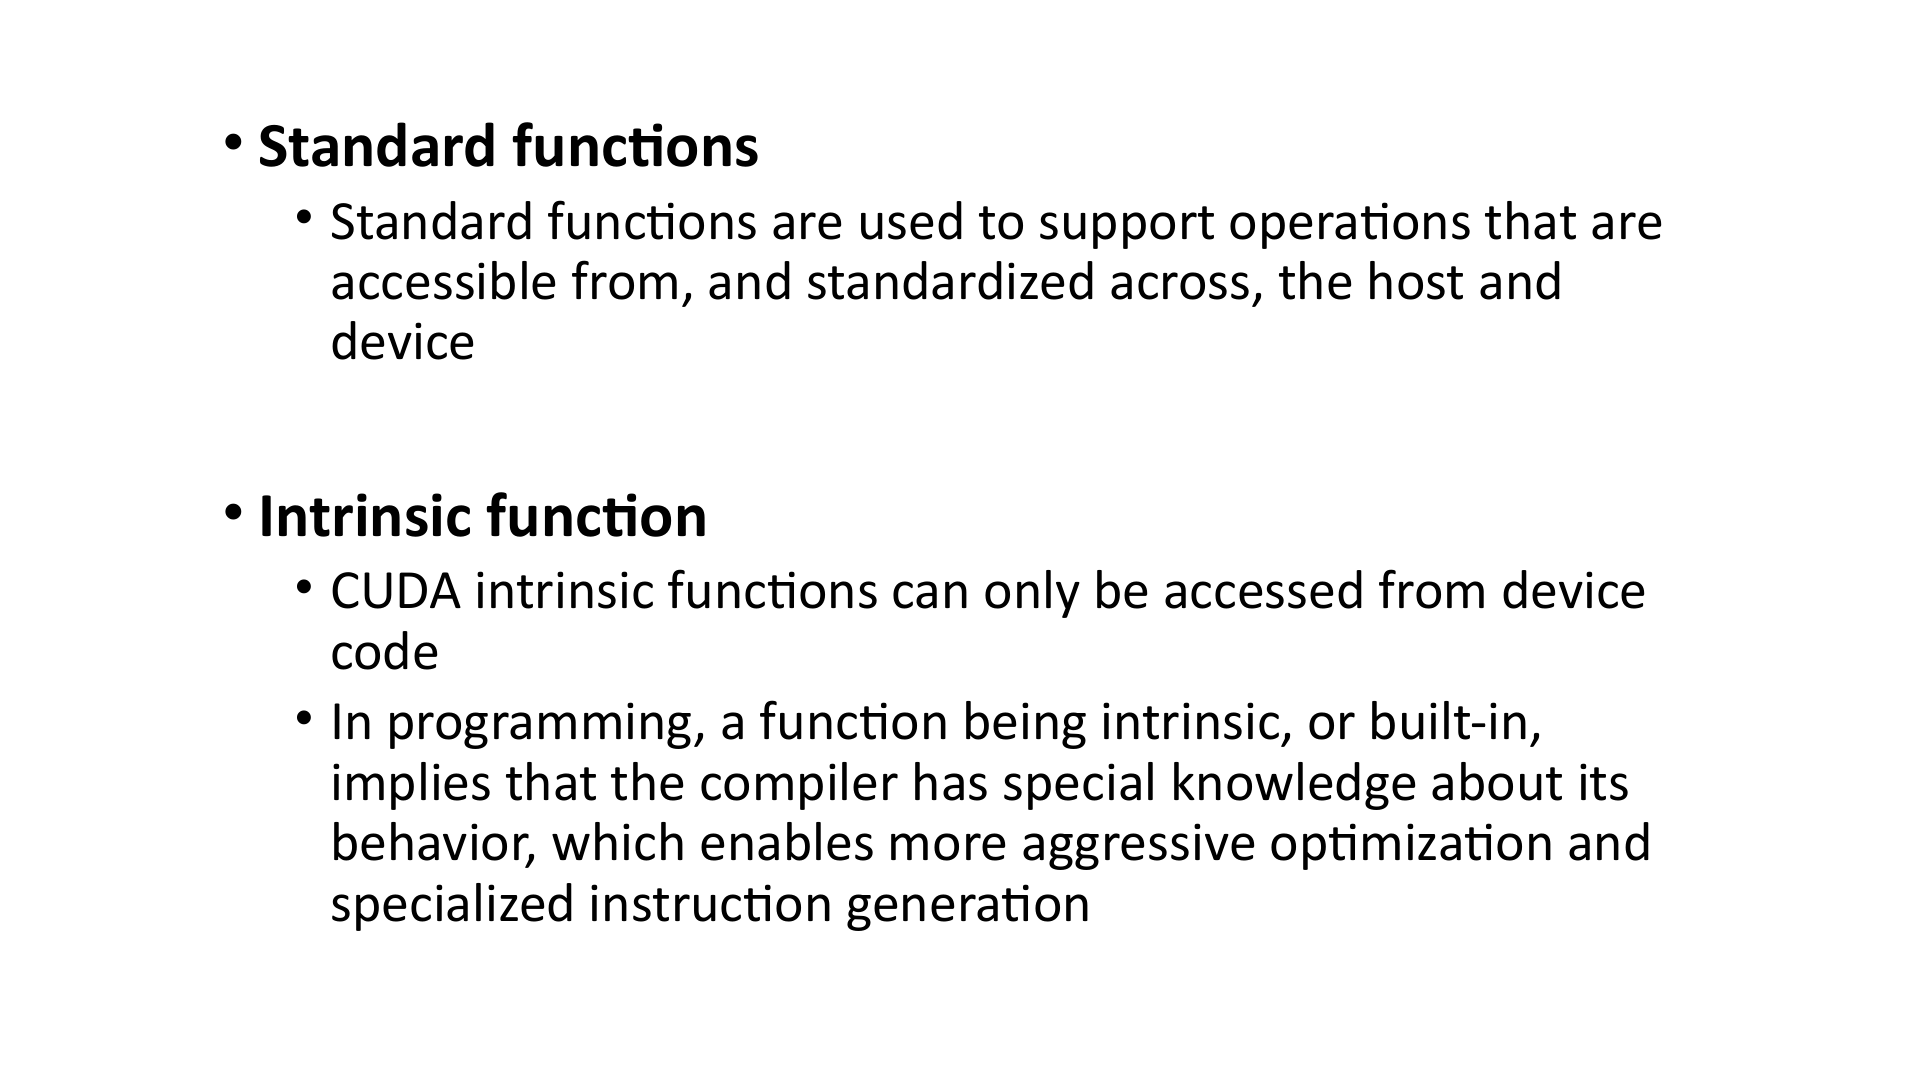 • Standard functions
• Standard functions are used to support operations that are
accessible from, and standardized across, the host and
device
• Intrinsic function
• CUDA intrinsic functions can only be accessed from device
code
• In programming, a function being intrinsic, or built-in,
implies that the compiler has special knowledge about its
behavior, which enables more aggressive optimization and
specialized instruction generation